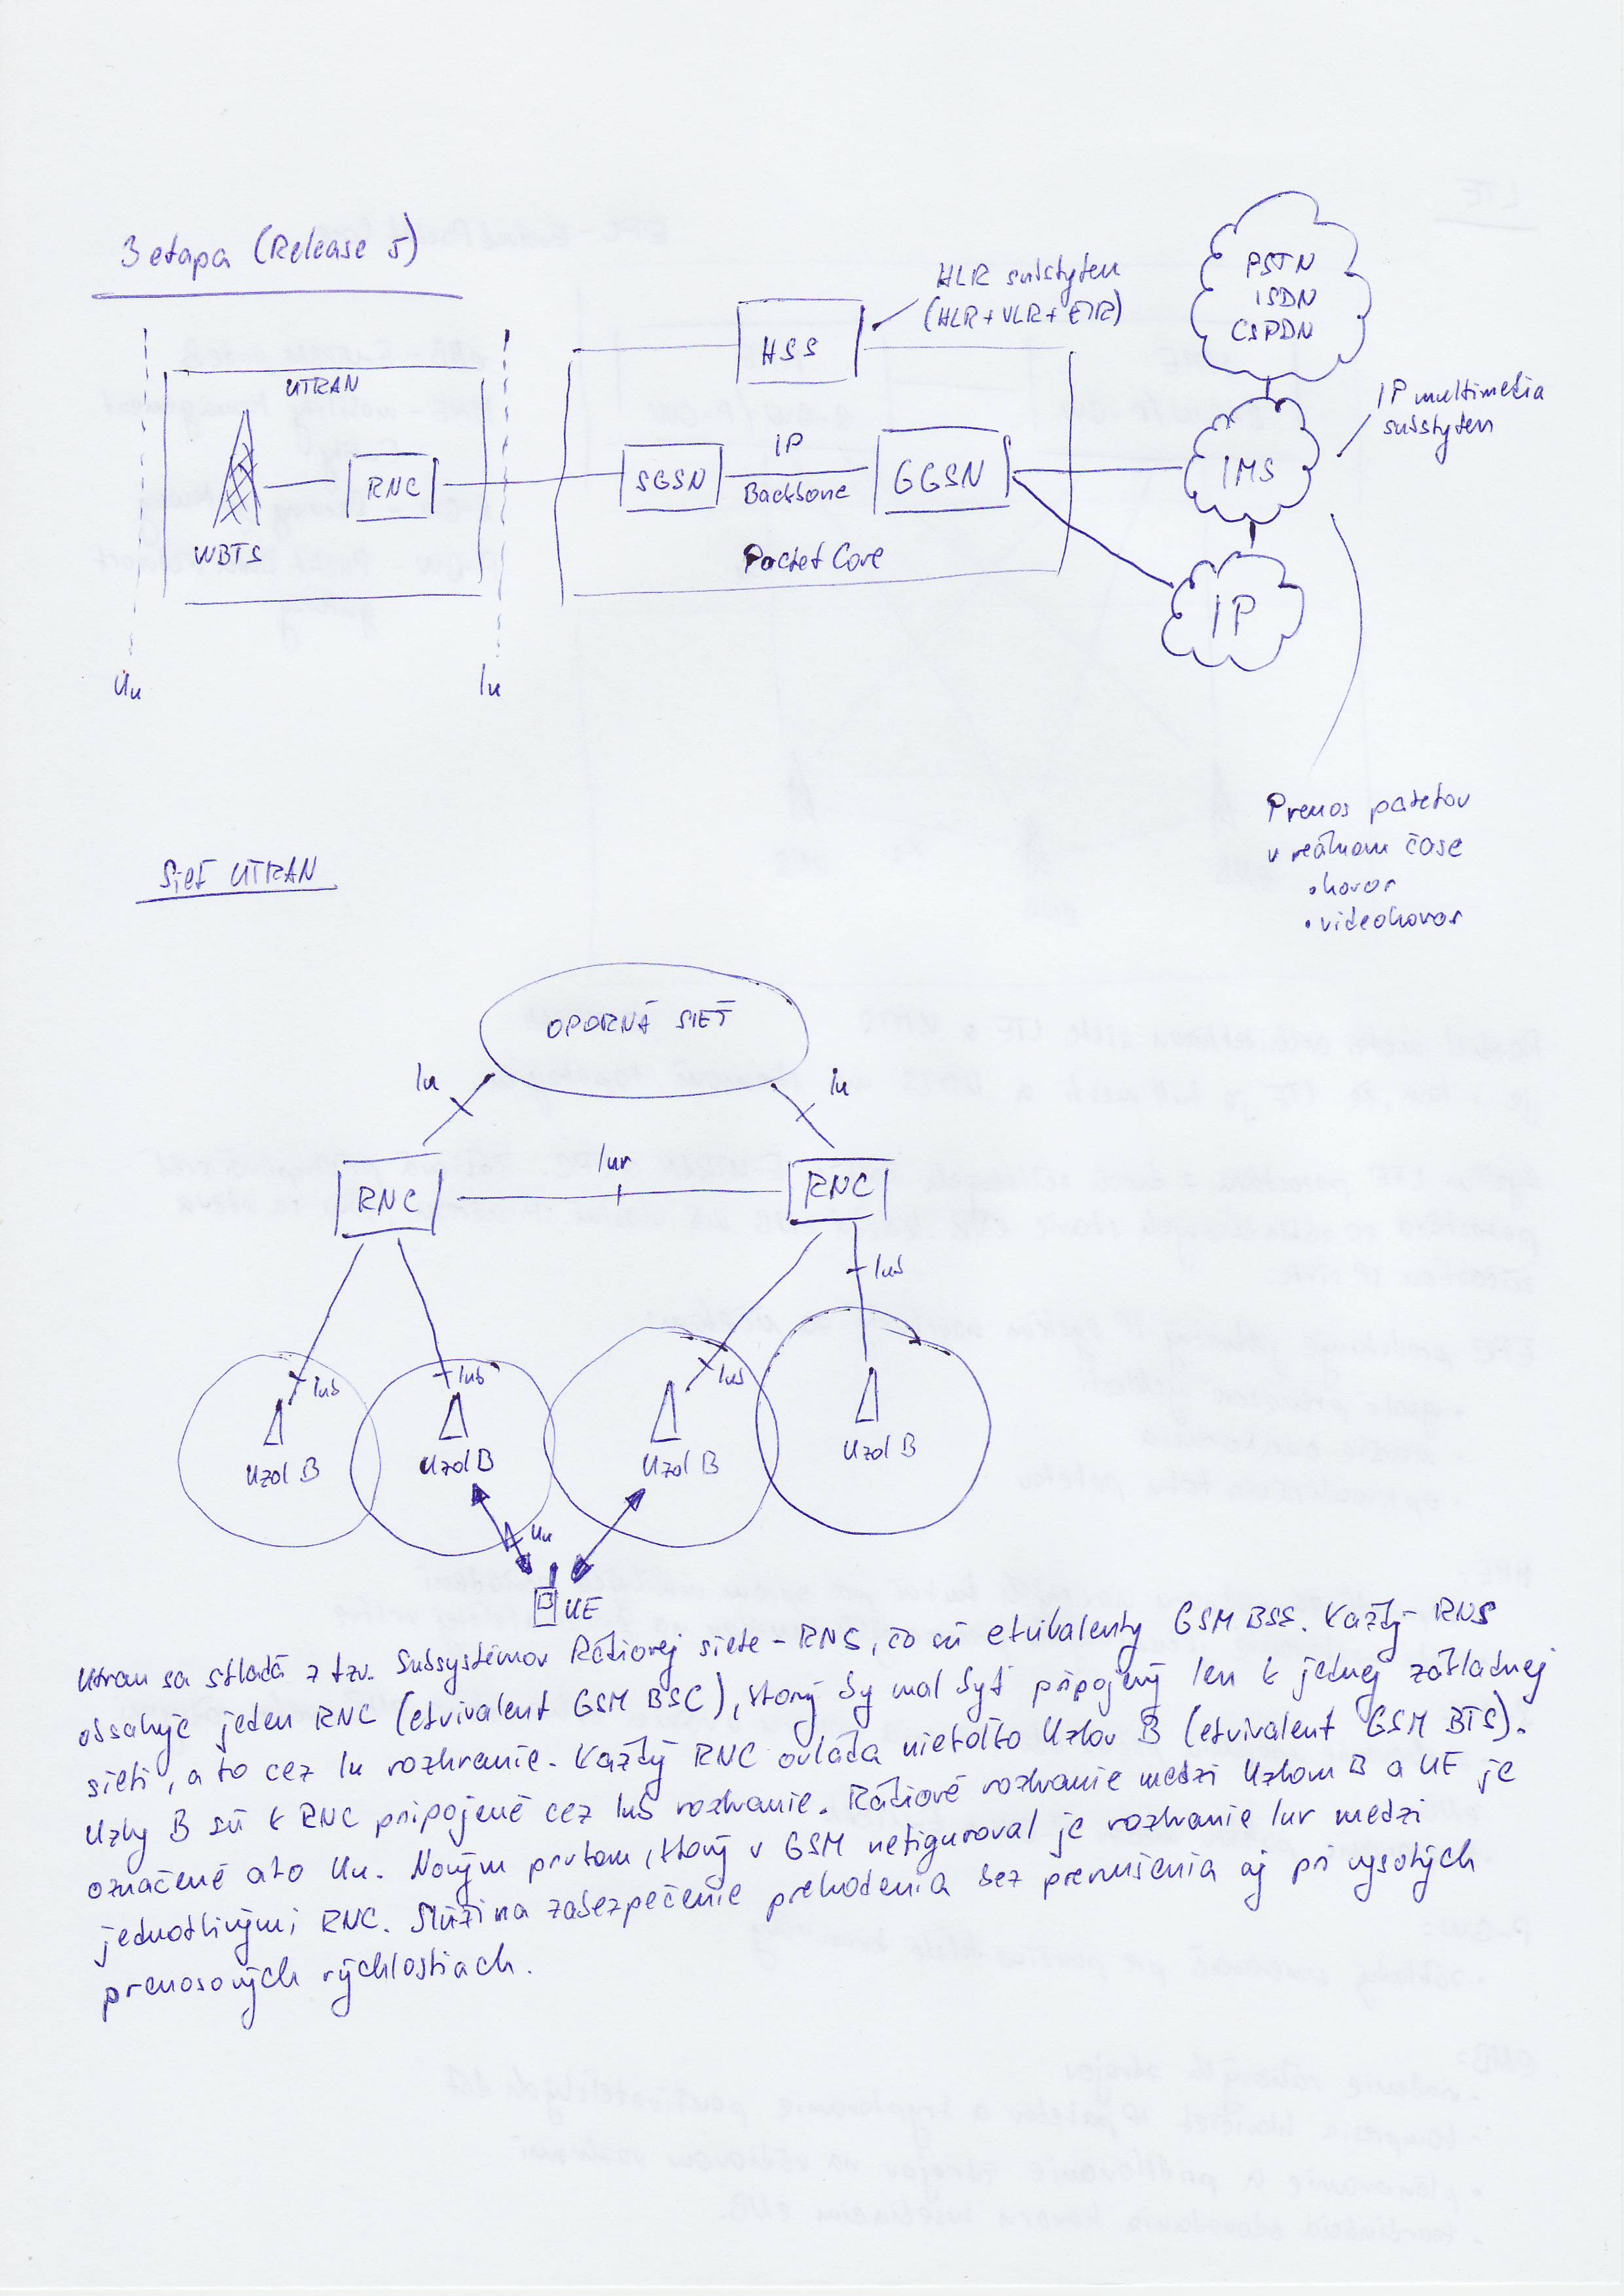 3 etapa (Release 5)
UTRAN
WBTS
RNC
Uu
Iu
HSS
HLR subsystem
(HLR + VLR + EIR)
SGSN
IP
Backbone
GGSN
Packet Core
PSTN
ISDN
CSPDN
IMS
IP multimedia
subsystem
IP
Prenos paketov
v reálnom čase
• hovor
• videohovor
Sieť UTRAN
OPORNÁ SIEŤ
Iu
Iu
RNC
Iur
RNC
Iub
Iub
Iub
Iub
Uzol B
Uzol B
Uzol B
Uzol B
Uu
UE
Utran sa skladá z tzv. Subsystémov Rádiovej siete - RNS, čo sú ekvivalenty GSM BSS. Každý RNS
obsahuje jeden RNC (ekvivalent GSM BSC), ktorý by mal byť pripojený len k jednej základnej
sieti, a to cez Iu rozhranie. Každý RNC ovláda niekoľko Uzlov B (ekvivalent GSM BTS).
Uzly B sú k RNC pripojené cez Iub rozhranie. Rádiové rozhranie medzi Uzlom B a UE je
označené ako Uu. Novým prvkom, ktorý v GSM nefiguroval je rozhranie Iur medzi
jednotlivými RNC. Slúži na zabezpečenie prehodenia bez prerušenia aj pri vysokých
prenosových rýchlostiach.